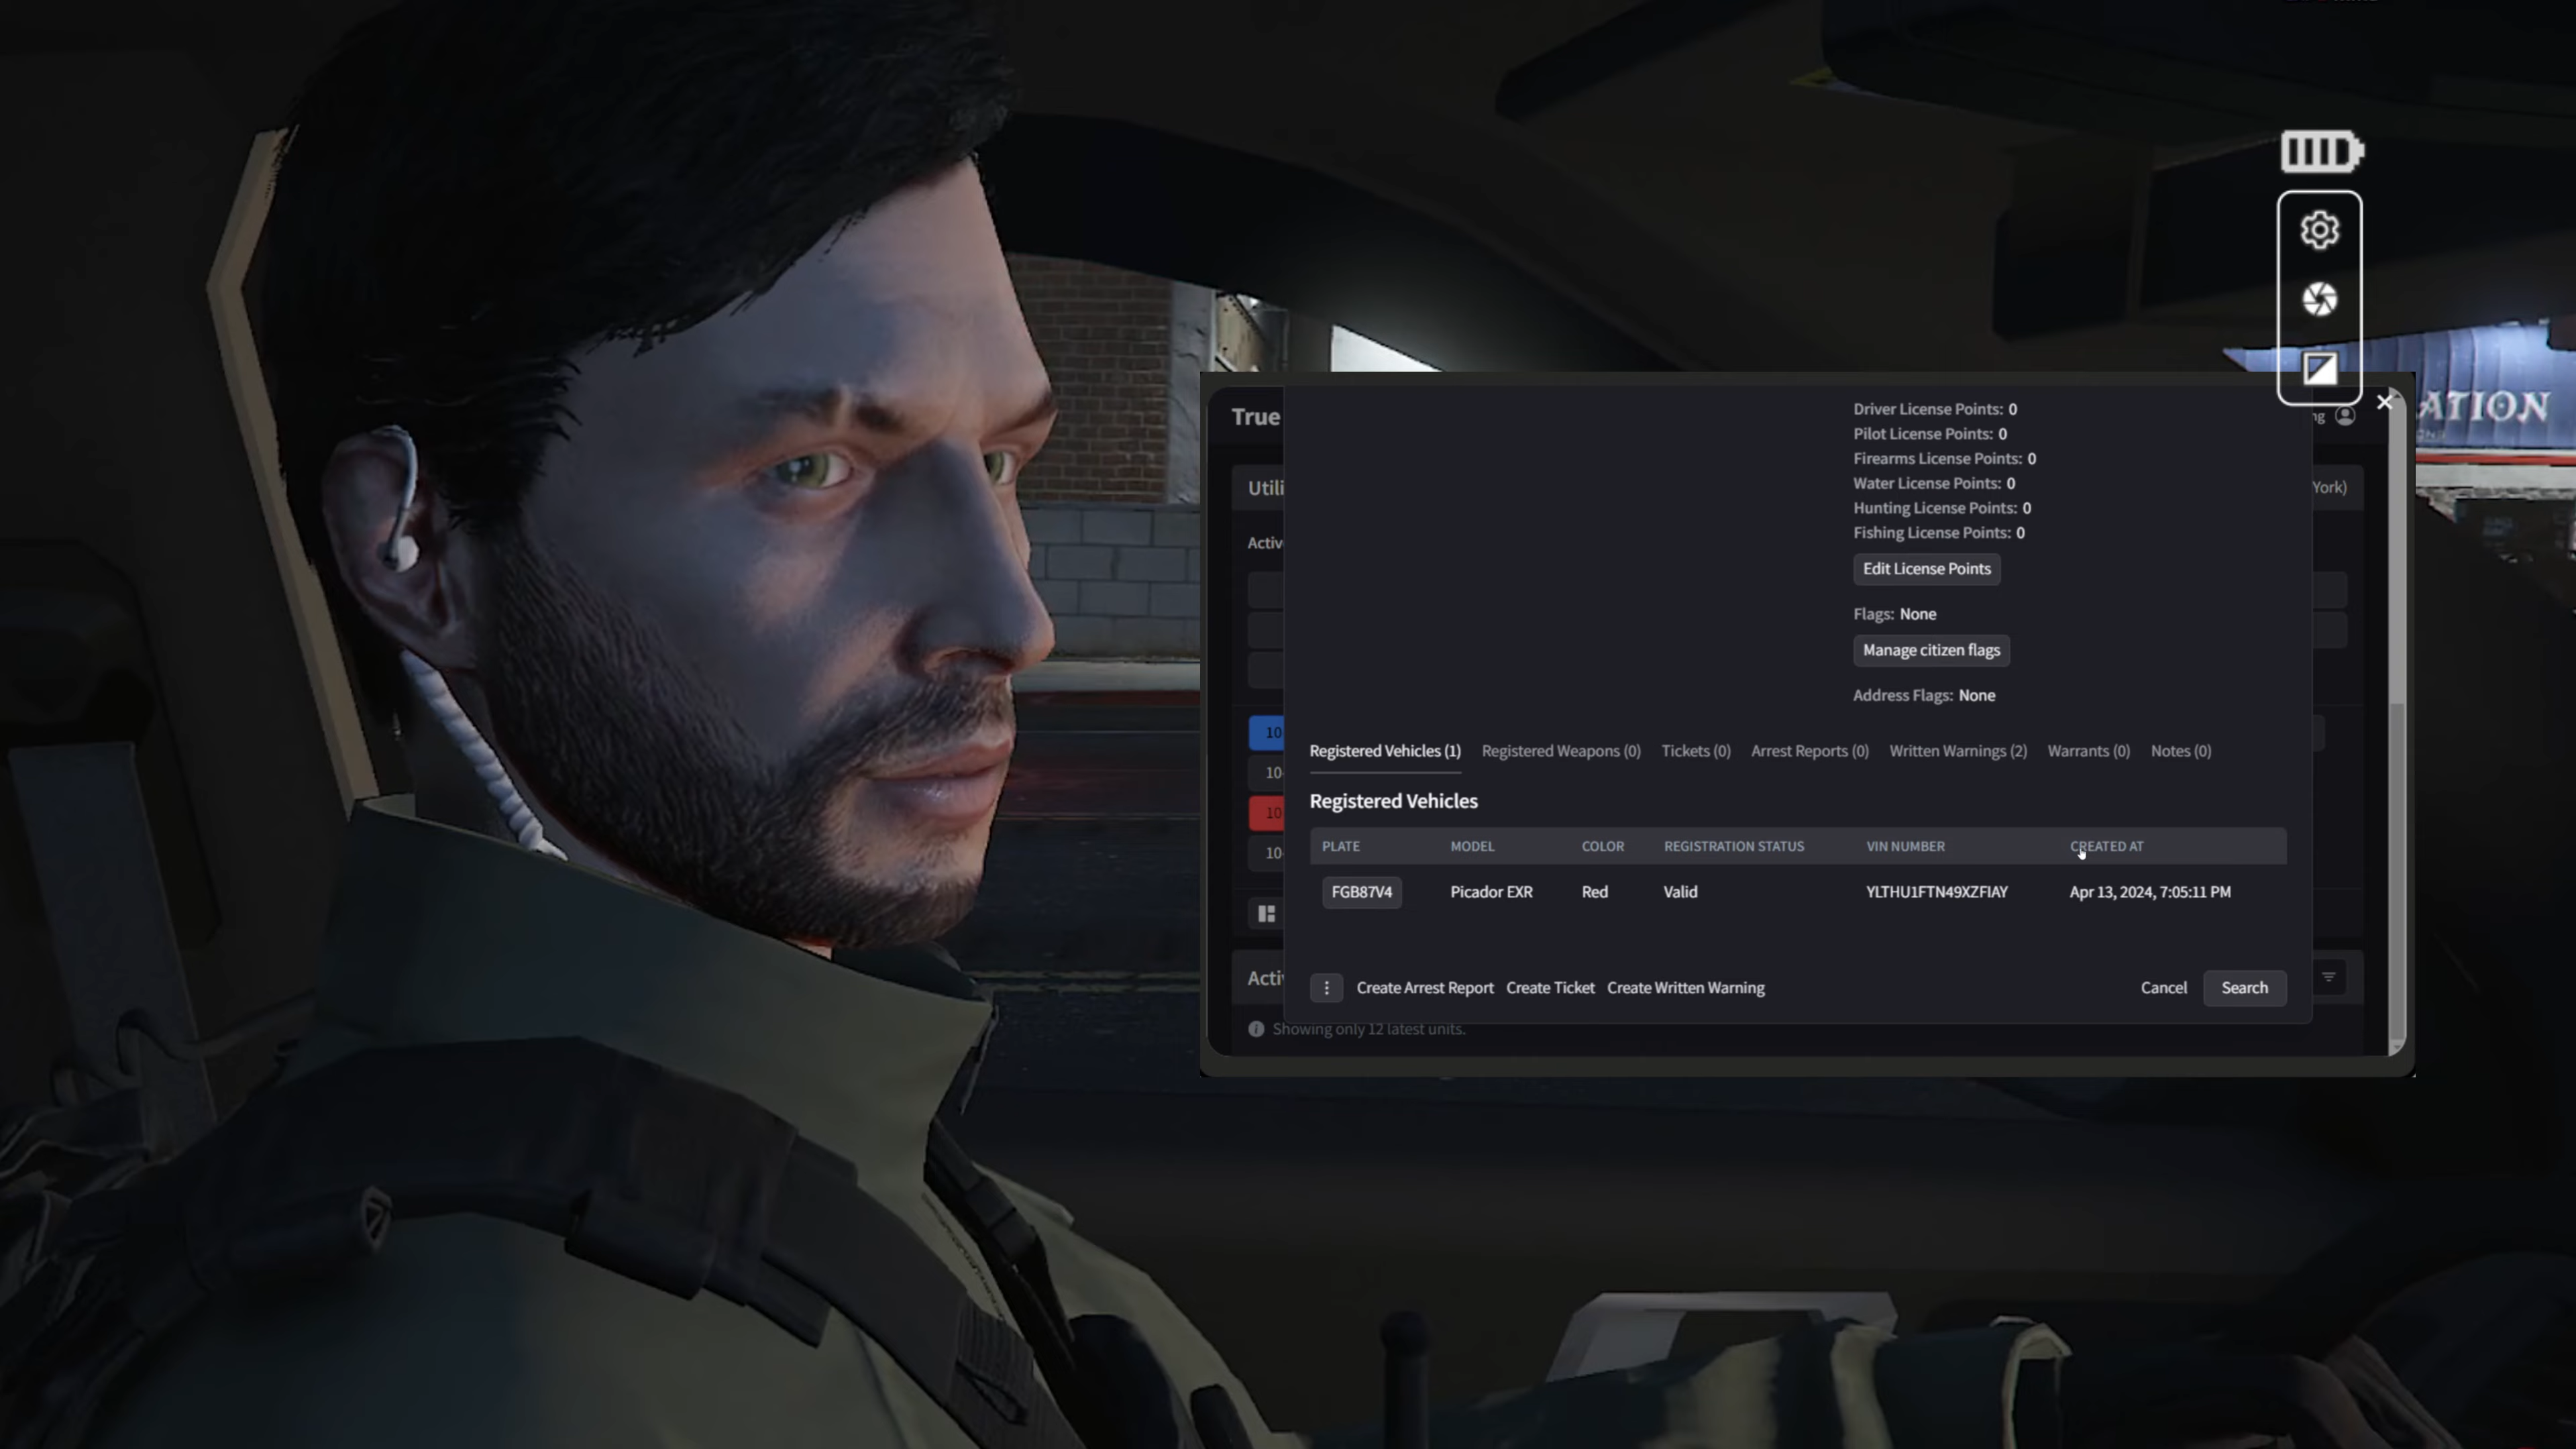 ATION
True
Driver License Points: 0
Pilot License Points: 0
Firearms License Points: 0
Water License Points: 0
Hunting License Points: 0
Fishing License Points: 0
Edit License Points
Flags: None
Manage citizen flags
Address Flags: None
ng
Utili
York)
Activ
10-
10-
10-
10-
Registered Vehicles (1) Registered Weapons (0) Tickets (0) Arrest Reports (0) Written Warnings (2) Warrants (0) Notes (0)
Registered Vehicles
PLATE MODEL COLOR REGISTRATION STATUS VIN NUMBER CREATED AT
FGB87V4 Picador EXR Red Valid YLTHU1FTN49XZFIAY Apr 13, 2024, 7:05:11 PM
Acti
Create Arrest Report Create Ticket Create Written Warning Cancel Search
Showing only 12 latest units.